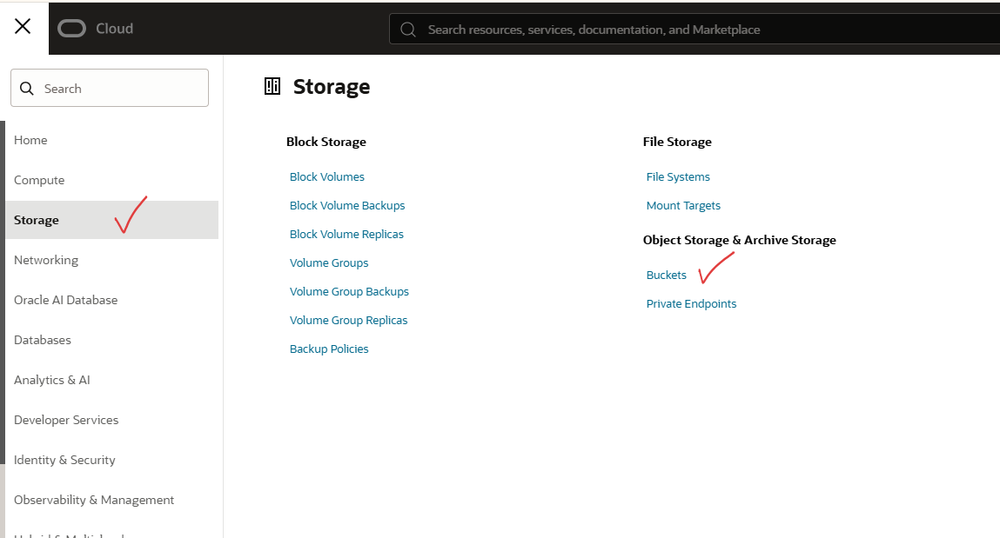 Cloud
Search resources, services, documentation, and Marketplace
Search
Home
Compute
Storage
Networking
Oracle AI Database
Databases
Analytics & AI
Developer Services
Identity & Security
Observability & Management
Storage
Block Storage
Block Volumes
Block Volume Backups
Block Volume Replicas
Volume Groups
Volume Group Backups
Volume Group Replicas
Backup Policies
File Storage
File Systems
Mount Targets
Object Storage & Archive Storage
Buckets
Private Endpoints